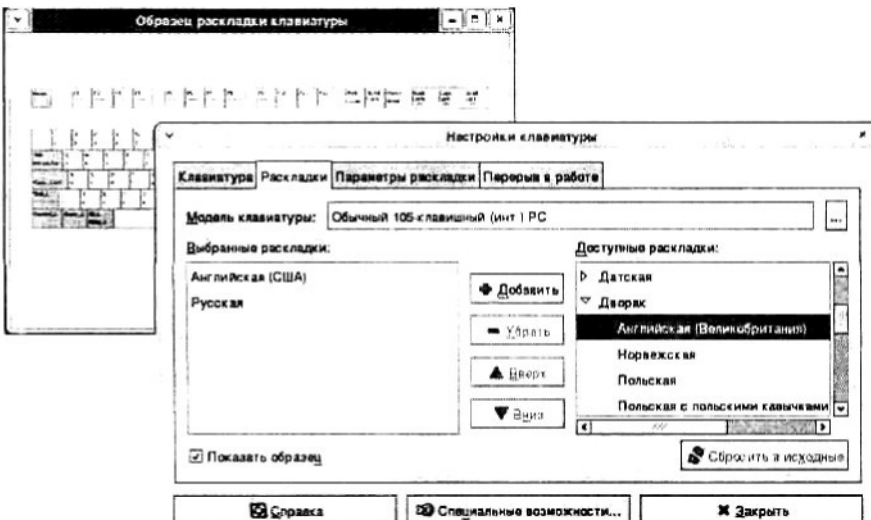 Образец раскладки клавиатуры
Настройки клавиатуры
Клавиатура Раскладки Параметры раскладки Перерыв в работе
Модель клавиатуры: Обычный 105-клавишный (инт ) PC ...
Выбранные раскладки:
Доступные раскладки:
Английская (США)
Русская
Добавить
Убрать
Вверх
Вниз
Датская
Дворак
Английская (Великобритания)
Норвежская
Польская
Польская с польскими кавычками
Показать образец
Сбросить в исходные
Справка
Специальные возможности...
Закрыть